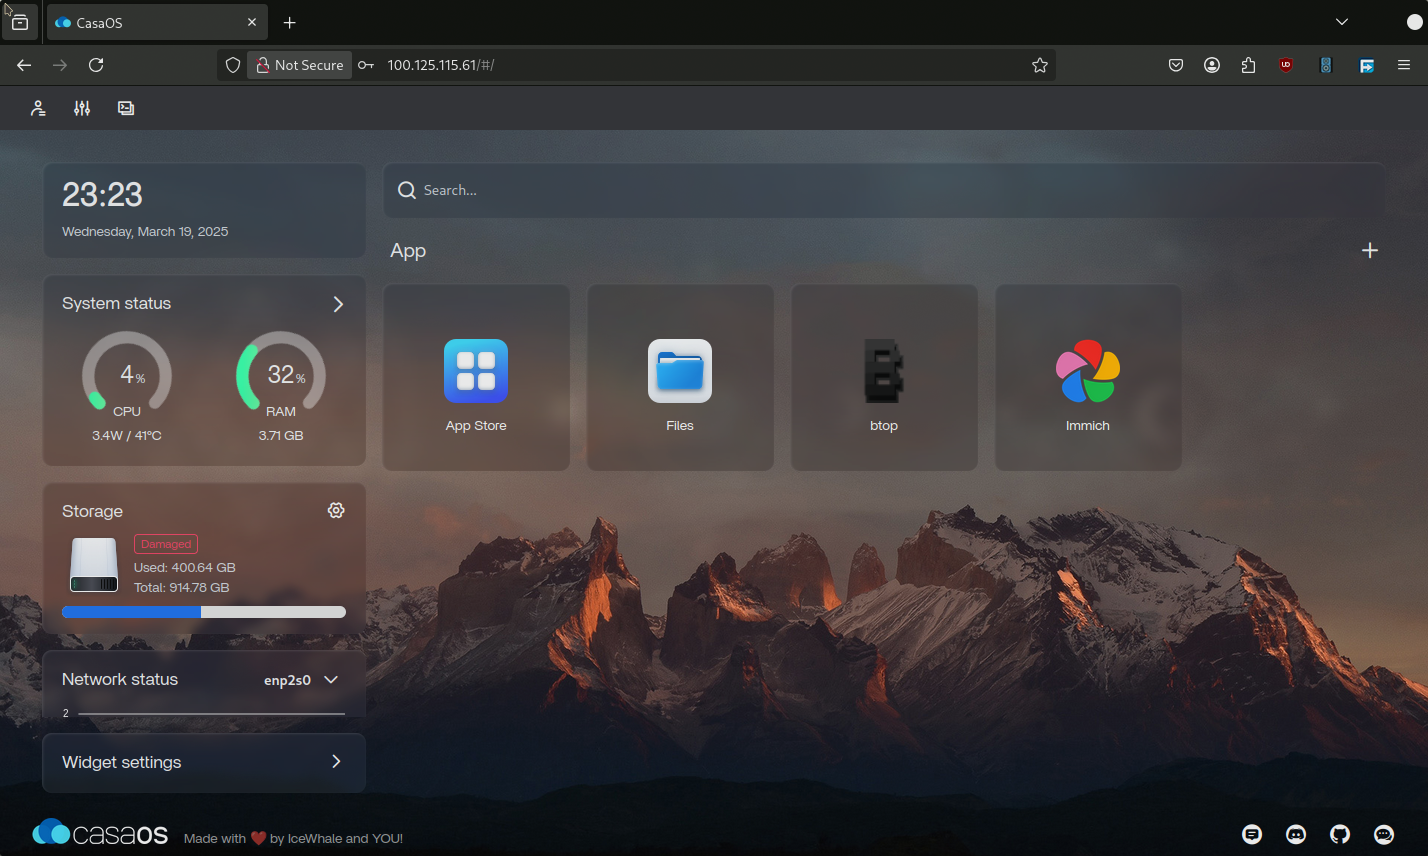 CasaOS
Not Secure
100.125.115.61/#/
23:23
Wednesday, March 19, 2025
Search...
App
System status
4%
CPU
3.4W / 41°C
32%
RAM
3.71 GB
App Store
Files
btop
Immich
Storage
Damaged
Used: 400.64 GB
Total: 914.78 GB
Network status
enp2s0
2
Widget settings
casaOS
Made with ❤️ by IceWhale and YOU!